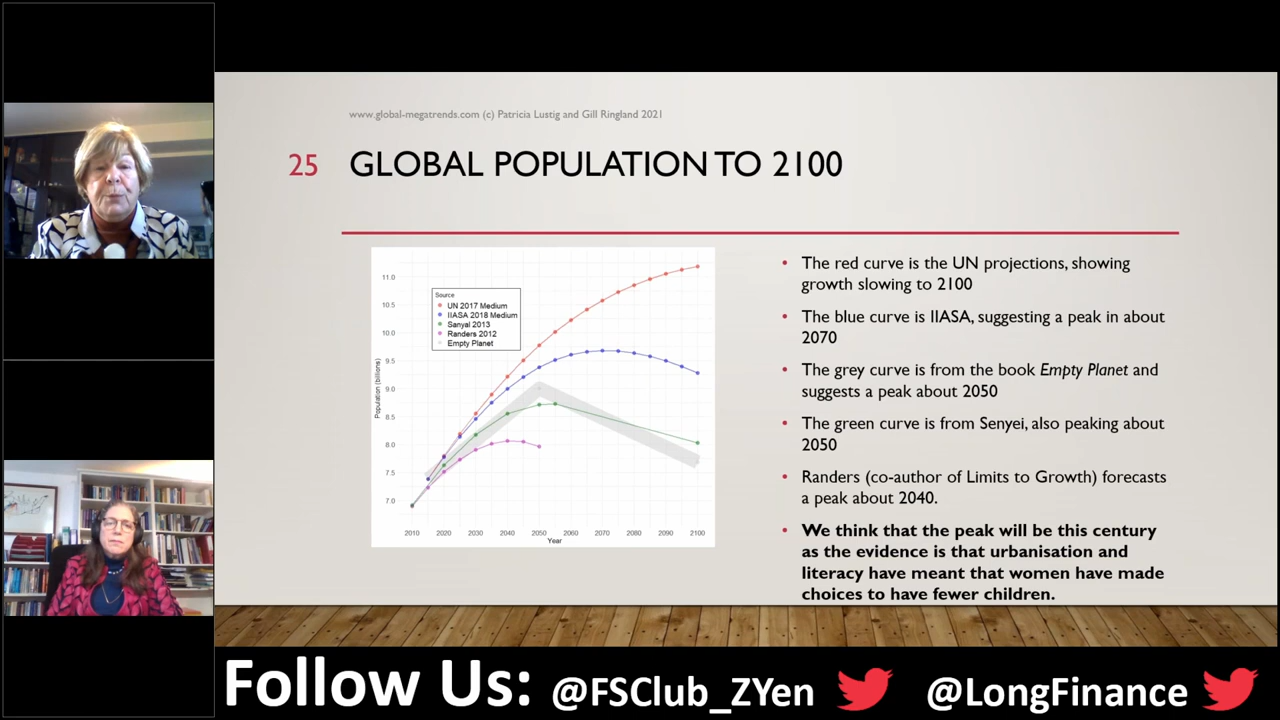 www.global-megatrends.com (c) Patricia Lustig and Gill Ringland 2021
25 GLOBAL POPULATION TO 2100
11.0
10.5
10.0
9.5
9.0
8.5
8.0
7.5
7.0
Population (billions)
Source
UN 2017 Medium
IIASA 2018 Medium
Sanyal 2013
Randers 2012
Empty Planet
2010 2020 2030 2040 2050 2060 2070 2080 2090 2100
Year
• The red curve is the UN projections, showing
growth slowing to 2100
• The blue curve is IIASA, suggesting a peak in about
2070
• The grey curve is from the book Empty Planet and
suggests a peak about 2050
• The green curve is from Senyei, also peaking about
2050
• Randers (co-author of Limits to Growth) forecasts
a peak about 2040.
• We think that the peak will be this century
as the evidence is that urbanisation and
literacy have meant that women have made
choices to have fewer children.
Follow Us: @FSClub_ZYen @LongFinance